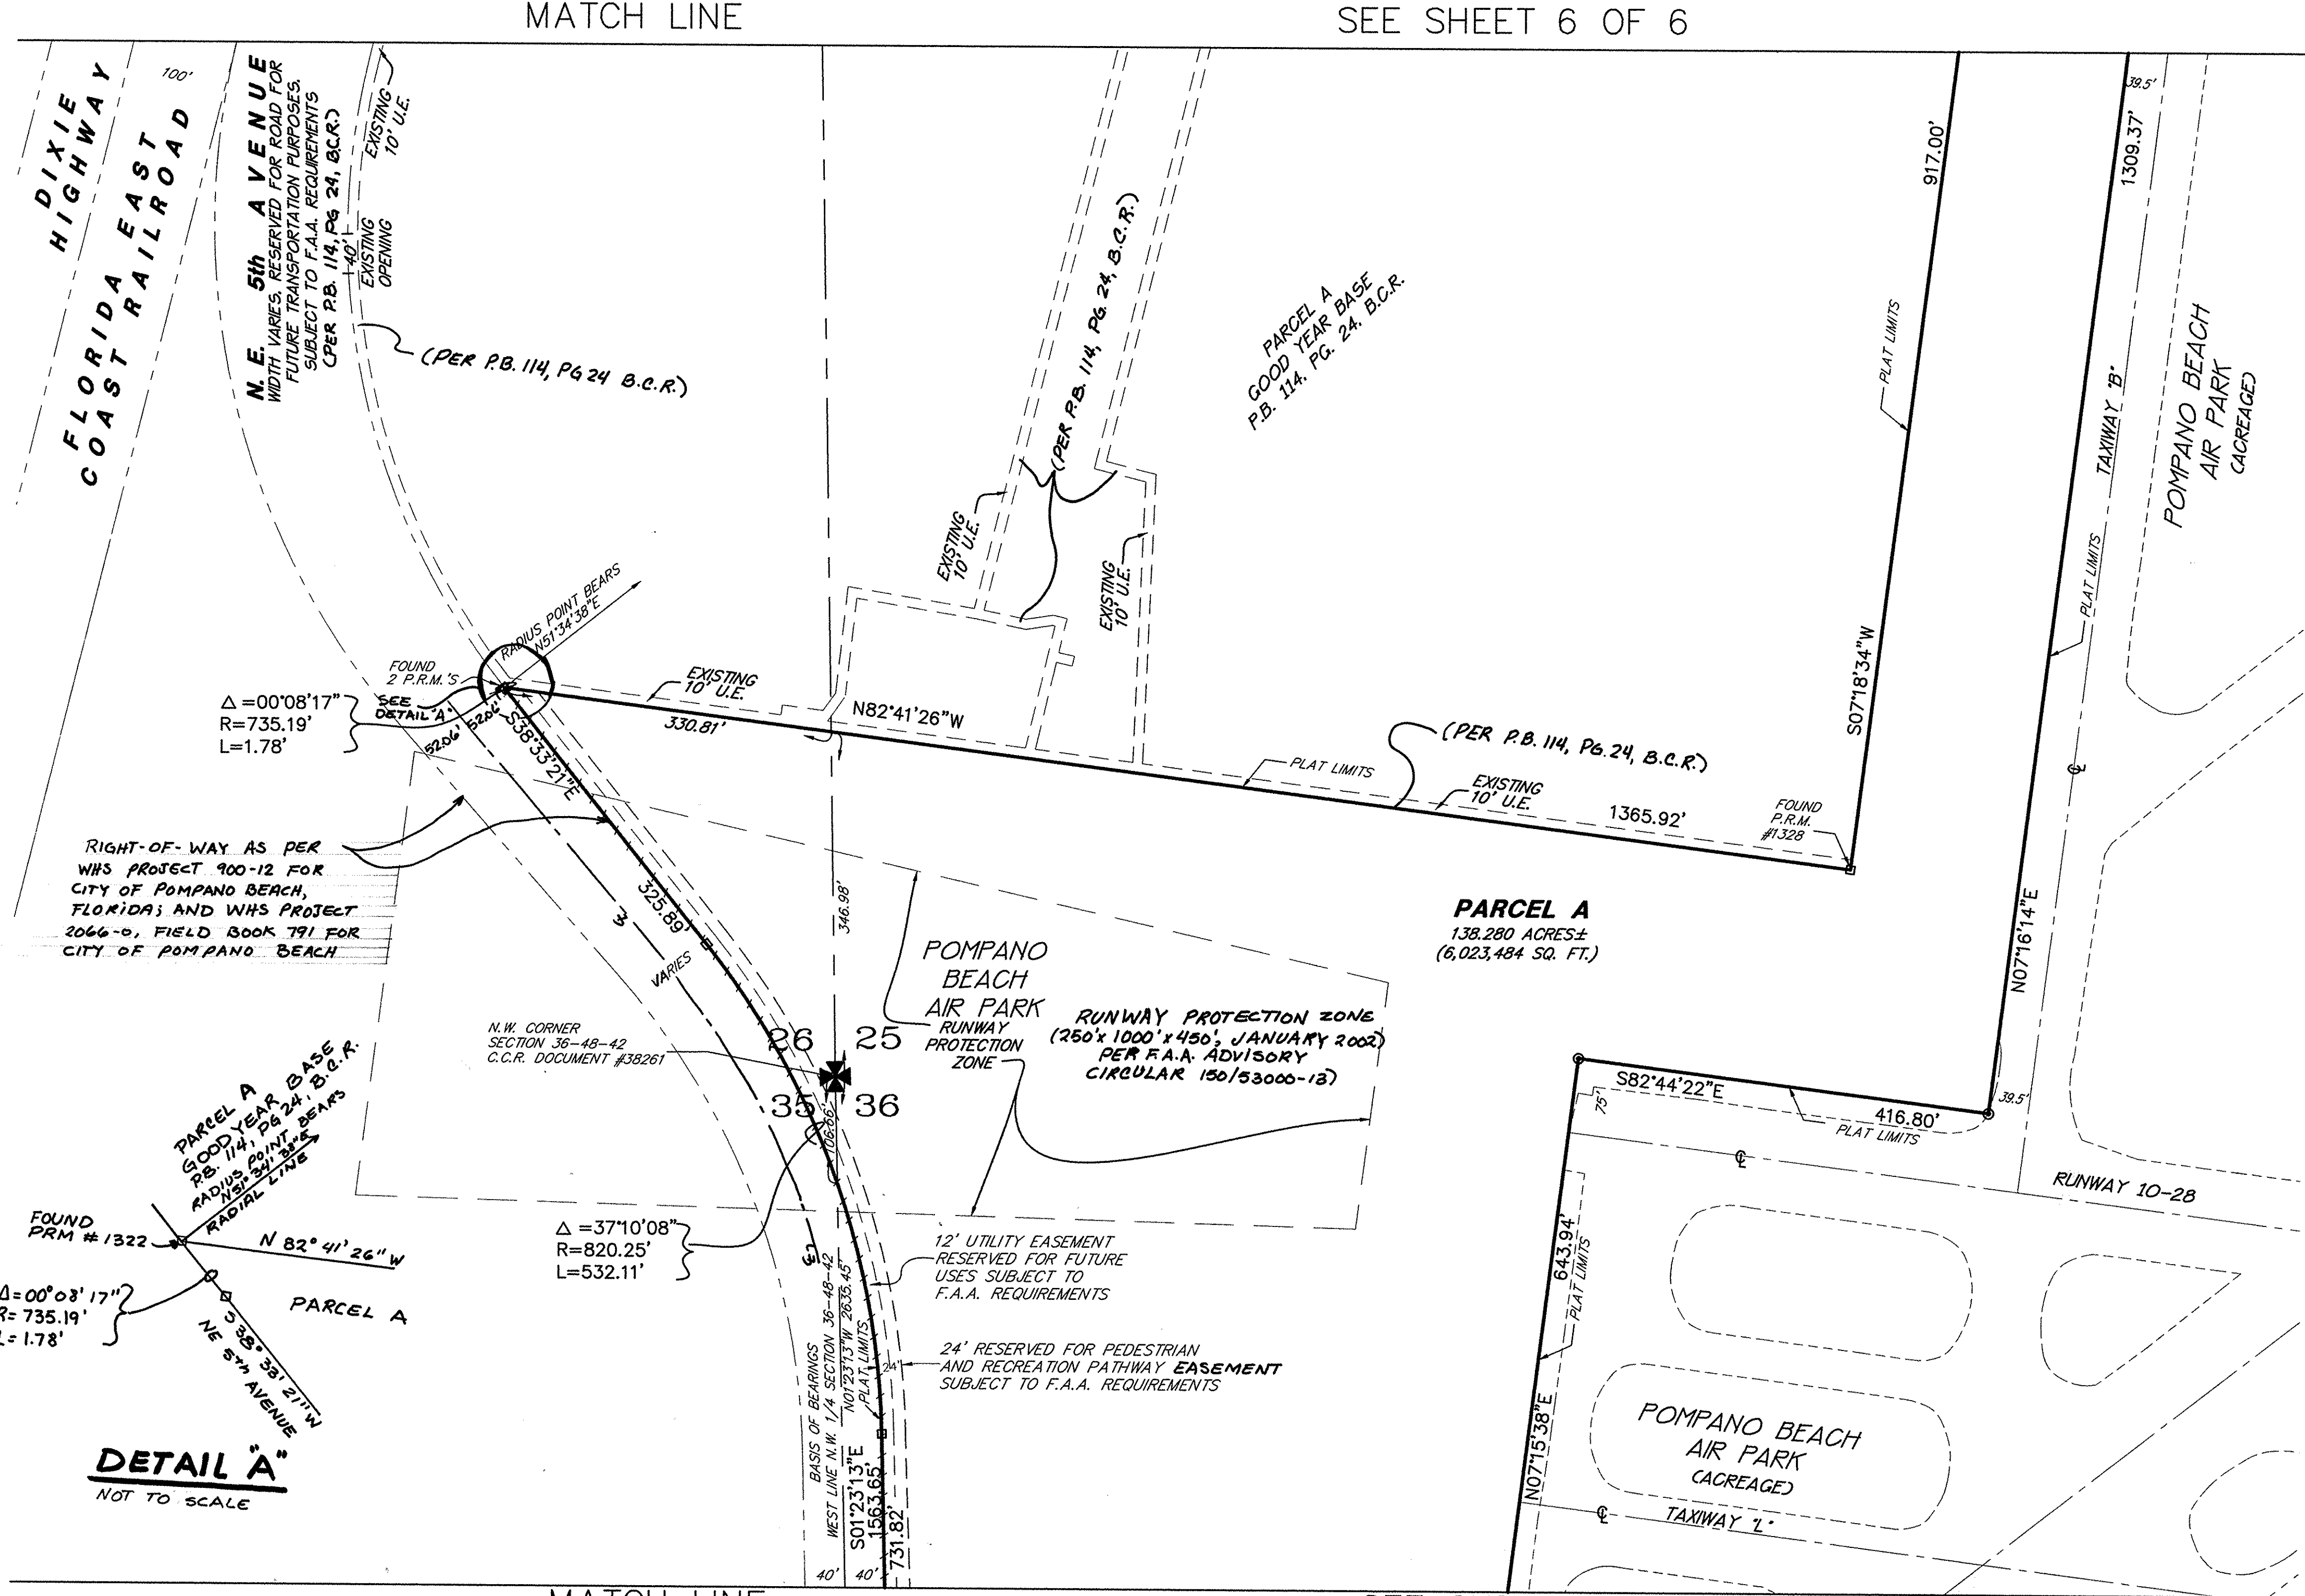 MATCH LINE
SEE SHEET 6 OF 6
DIXIE
HIGHWAY
100'
FLORIDA EAST
COAST RAILROAD
N. E. 5th AVENUE
WIDTH VARIES. RESERVED FOR ROAD FOR
FUTURE TRANSPORTATION PURPOSES.
SUBJECT TO F.A.A. REQUIREMENTS
(PER P.B. 114, PG 24, B.C.R.)
40'
EXISTING
10' U.E.
EXISTING
OPENING
(PER P.B. 114, PG 24 B.C.R.)
(PER P.B. 114, PG. 24, B.C.R.)
PARCEL A
GOOD YEAR BASE
P.B. 114, PG. 24, B.C.R.
917.00'
PLAT LIMITS
S07°18'34"W
39.5'
1309.37'
TAXIWAY "B"
PLAT LIMITS
N07°16'14"E
POMPANO BEACH
AIR PARK
(ACREAGE)
EXISTING
10' U.E.
EXISTING
10' U.E.
RADIUS POINT BEARS
N51°34'38"E
FOUND
2 P.R.M.'S
SEE
DETAIL "A"
Δ =00°08'17"
R=735.19'
L=1.78'
52.06'
52.06'
S38°33'21"E
325.89'
EXISTING
10' U.E.
330.81'
N82°41'26"W
PLAT LIMITS
(PER P.B. 114, PG.24, B.C.R.)
EXISTING
10' U.E.
1365.92'
FOUND
P.R.M.
#1328
RIGHT-OF-WAY AS PER
WHS PROJECT 900-12 FOR
CITY OF POMPANO BEACH,
FLORIDA; AND WHS PROJECT
2066-0, FIELD BOOK 791 FOR
CITY OF POMPANO BEACH
VARIES
346.98'
PARCEL A
138.280 ACRES±
(6,023,484 SQ. FT.)
POMPANO
BEACH
AIR PARK
RUNWAY
PROTECTION
ZONE
RUNWAY PROTECTION ZONE
(250'x 1000'x 450', JANUARY 2002)
PER F.A.A. ADVISORY
CIRCULAR 150/53000-13)
N.W. CORNER
SECTION 36-48-42
C.C.R. DOCUMENT #38261
26 25
35 36
106.66'
S82°44'22"E
416.80'
PLAT LIMITS
39.5'
75'
RUNWAY 10-28
643.94'
PLAT LIMITS
N07°15'38"E
POMPANO BEACH
AIR PARK
(ACREAGE)
TAXIWAY "L"
PARCEL A
GOODYEAR BASE
P.B. 114, PG 24, B.C.R.
RADIUS POINT BEARS
N51°34'38"E
RADIAL LINE
FOUND
PRM #1322
N 82° 41' 26" W
Δ=00°08'17"
R=735.19'
L=1.78'
PARCEL A
S 38° 33' 21" W
NE 5th AVENUE
DETAIL "A"
NOT TO SCALE
Δ =37°10'08"
R=820.25'
L=532.11'
12' UTILITY EASEMENT
RESERVED FOR FUTURE
USES SUBJECT TO
F.A.A. REQUIREMENTS
24' RESERVED FOR PEDESTRIAN
AND RECREATION PATHWAY EASEMENT
SUBJECT TO F.A.A. REQUIREMENTS
24'
BASIS OF BEARINGS
WEST LINE N.W. 1/4 SECTION 36-48-42
N01°23'13"W 2635.45'
PLAT LIMITS
S01°23'13"E
1563.65'
731.82'
40' 40'
MATCH LINE